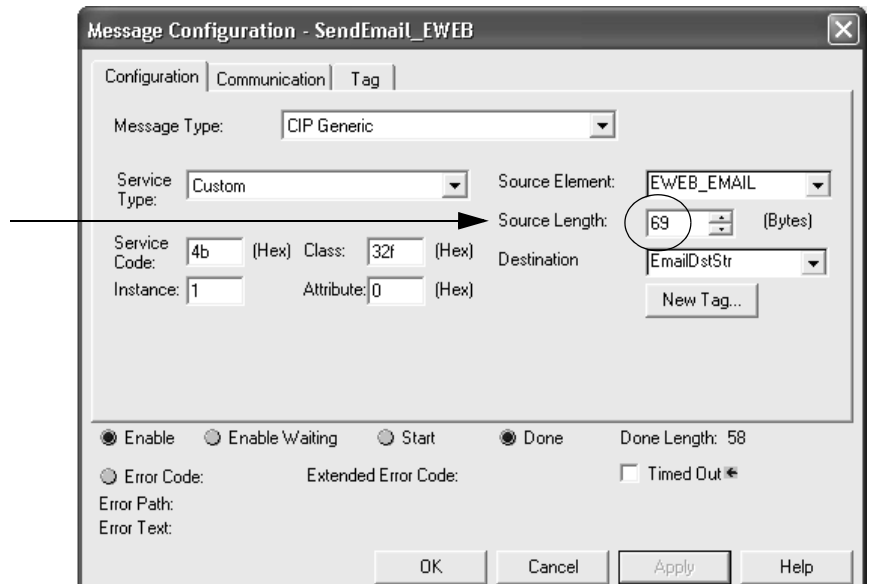 Message Configuration - SendEmail_EWEB
Configuration Communication Tag
Message Type: CIP Generic
Service Type: Custom
Source Element: EWEB_EMAIL
Source Length: 69 (Bytes)
Service Code: 4b (Hex) Class: 32f (Hex)
Destination EmailDstStr
Instance: 1 Attribute: 0 (Hex)
New Tag...
Enable Enable Waiting Start Done Done Length: 58
Error Code: Extended Error Code: Timed Out
Error Path:
Error Text:
OK Cancel Apply Help